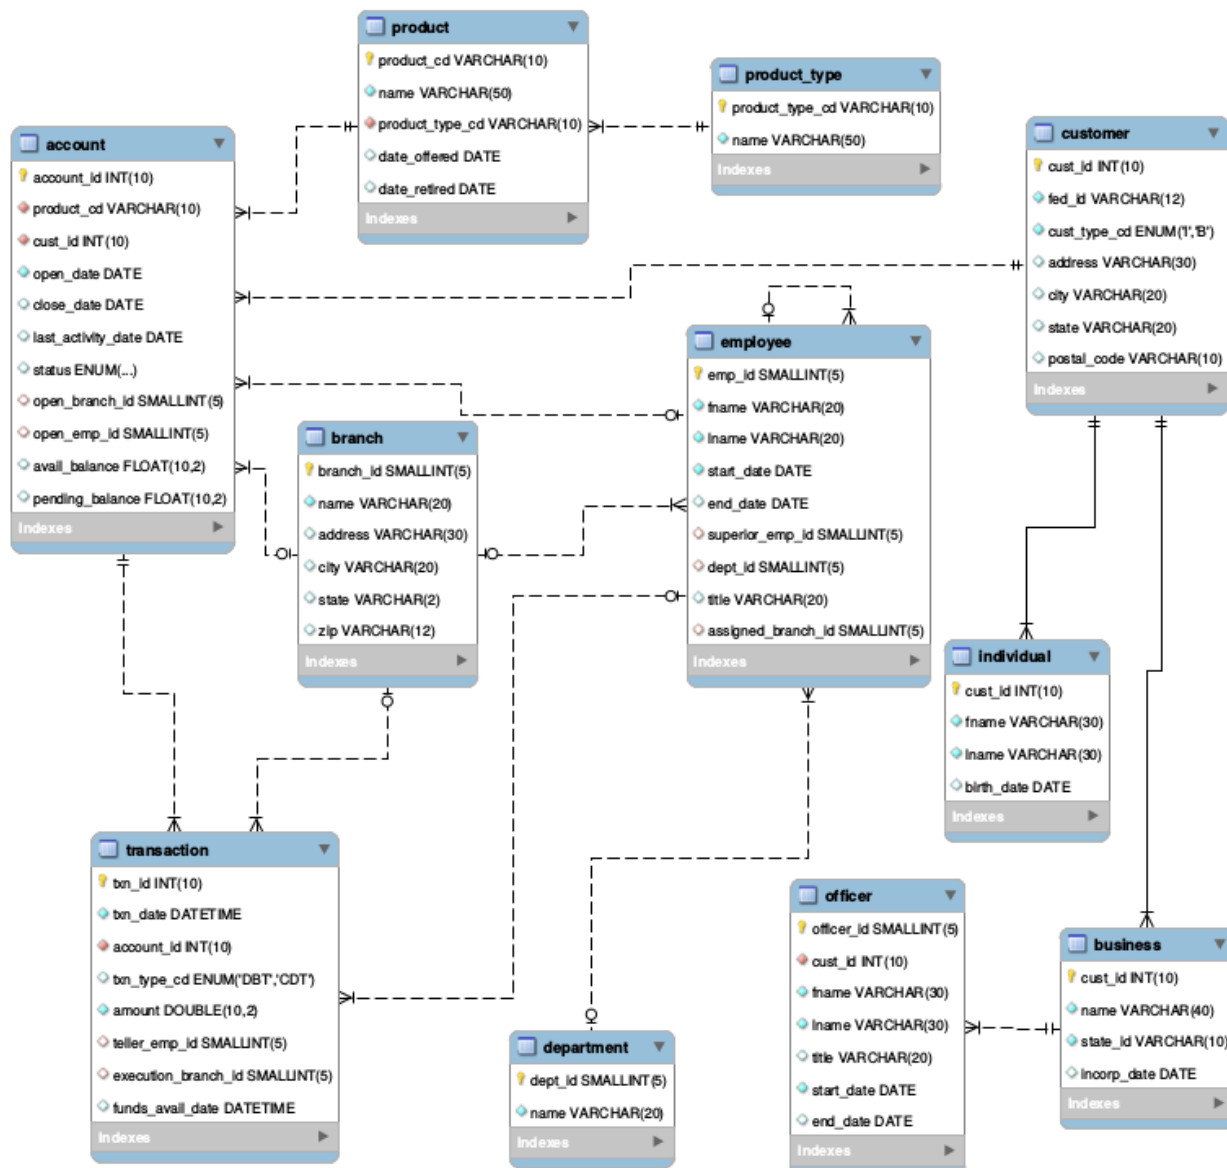 product
product_cd VARCHAR(10)
name VARCHAR(50)
product_type_cd VARCHAR(10)
date_offered DATE
date_retired DATE
Indexes
product_type
product_type_cd VARCHAR(10)
name VARCHAR(50)
Indexes
account
account_id INT(10)
product_cd VARCHAR(10)
cust_id INT(10)
open_date DATE
close_date DATE
last_activity_date DATE
status ENUM(...)
open_branch_id SMALLINT(5)
open_emp_id SMALLINT(5)
avail_balance FLOAT(10,2)
pending_balance FLOAT(10,2)
Indexes
customer
cust_id INT(10)
fed_id VARCHAR(12)
cust_type_cd ENUM('I','B')
address VARCHAR(30)
city VARCHAR(20)
state VARCHAR(20)
postal_code VARCHAR(10)
Indexes
employee
emp_id SMALLINT(5)
fname VARCHAR(20)
lname VARCHAR(20)
start_date DATE
end_date DATE
superior_emp_id SMALLINT(5)
dept_id SMALLINT(5)
title VARCHAR(20)
assigned_branch_id SMALLINT(5)
Indexes
branch
branch_id SMALLINT(5)
name VARCHAR(20)
address VARCHAR(30)
city VARCHAR(20)
state VARCHAR(2)
zip VARCHAR(12)
Indexes
individual
cust_id INT(10)
fname VARCHAR(30)
lname VARCHAR(30)
birth_date DATE
Indexes
transaction
txn_id INT(10)
txn_date DATETIME
account_id INT(10)
txn_type_cd ENUM('DBT','CDT')
amount DOUBLE(10,2)
teller_emp_id SMALLINT(5)
execution_branch_id SMALLINT(5)
funds_avail_date DATETIME
Indexes
officer
officer_id SMALLINT(5)
cust_id INT(10)
fname VARCHAR(30)
lname VARCHAR(30)
title VARCHAR(20)
start_date DATE
end_date DATE
Indexes
business
cust_id INT(10)
name VARCHAR(40)
state_id VARCHAR(10)
incorp_date DATE
Indexes
department
dept_id SMALLINT(5)
name VARCHAR(20)
Indexes